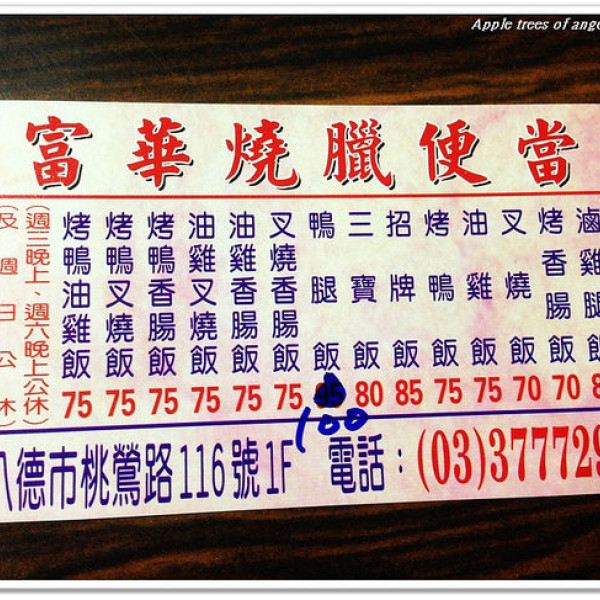 Apple trees of ange
富華燒臘便當
(週三晚上、週六晚上公休
及週日公休)
烤鴨油雞飯 75
烤鴨叉燒飯 75
烤鴨香腸飯 75
油雞叉燒飯 75
油雞香腸飯 75
叉燒香腸飯 75
鴨腿飯 95
100
三寶飯 80
招牌飯 85
烤鴨飯 75
油雞飯 75
叉燒飯 70
烤香腸飯 70
滷雞腿飯 8
八德市桃鶯路116號1F 電話：(03)377729